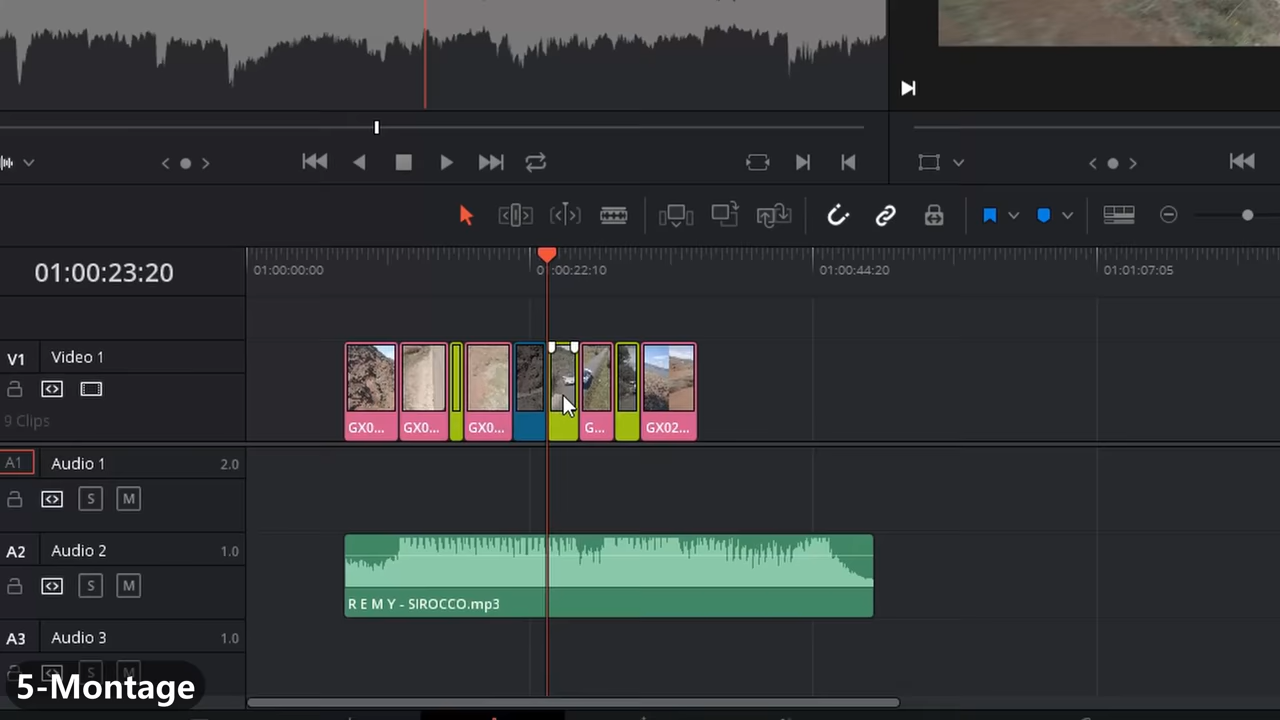 01:00:23:20
01:00:00:00
01:00:22:10
01:00:44:20
01:01:07:05
V1 Video 1
9 Clips
GX0...
GX0...
GX0...
G...
GX02...
A1 Audio 1 2.0
S M
A2 Audio 2 1.0
S M
R E M Y - SIROCCO.mp3
A3 Audio 3 1.0
S M
5-Montage